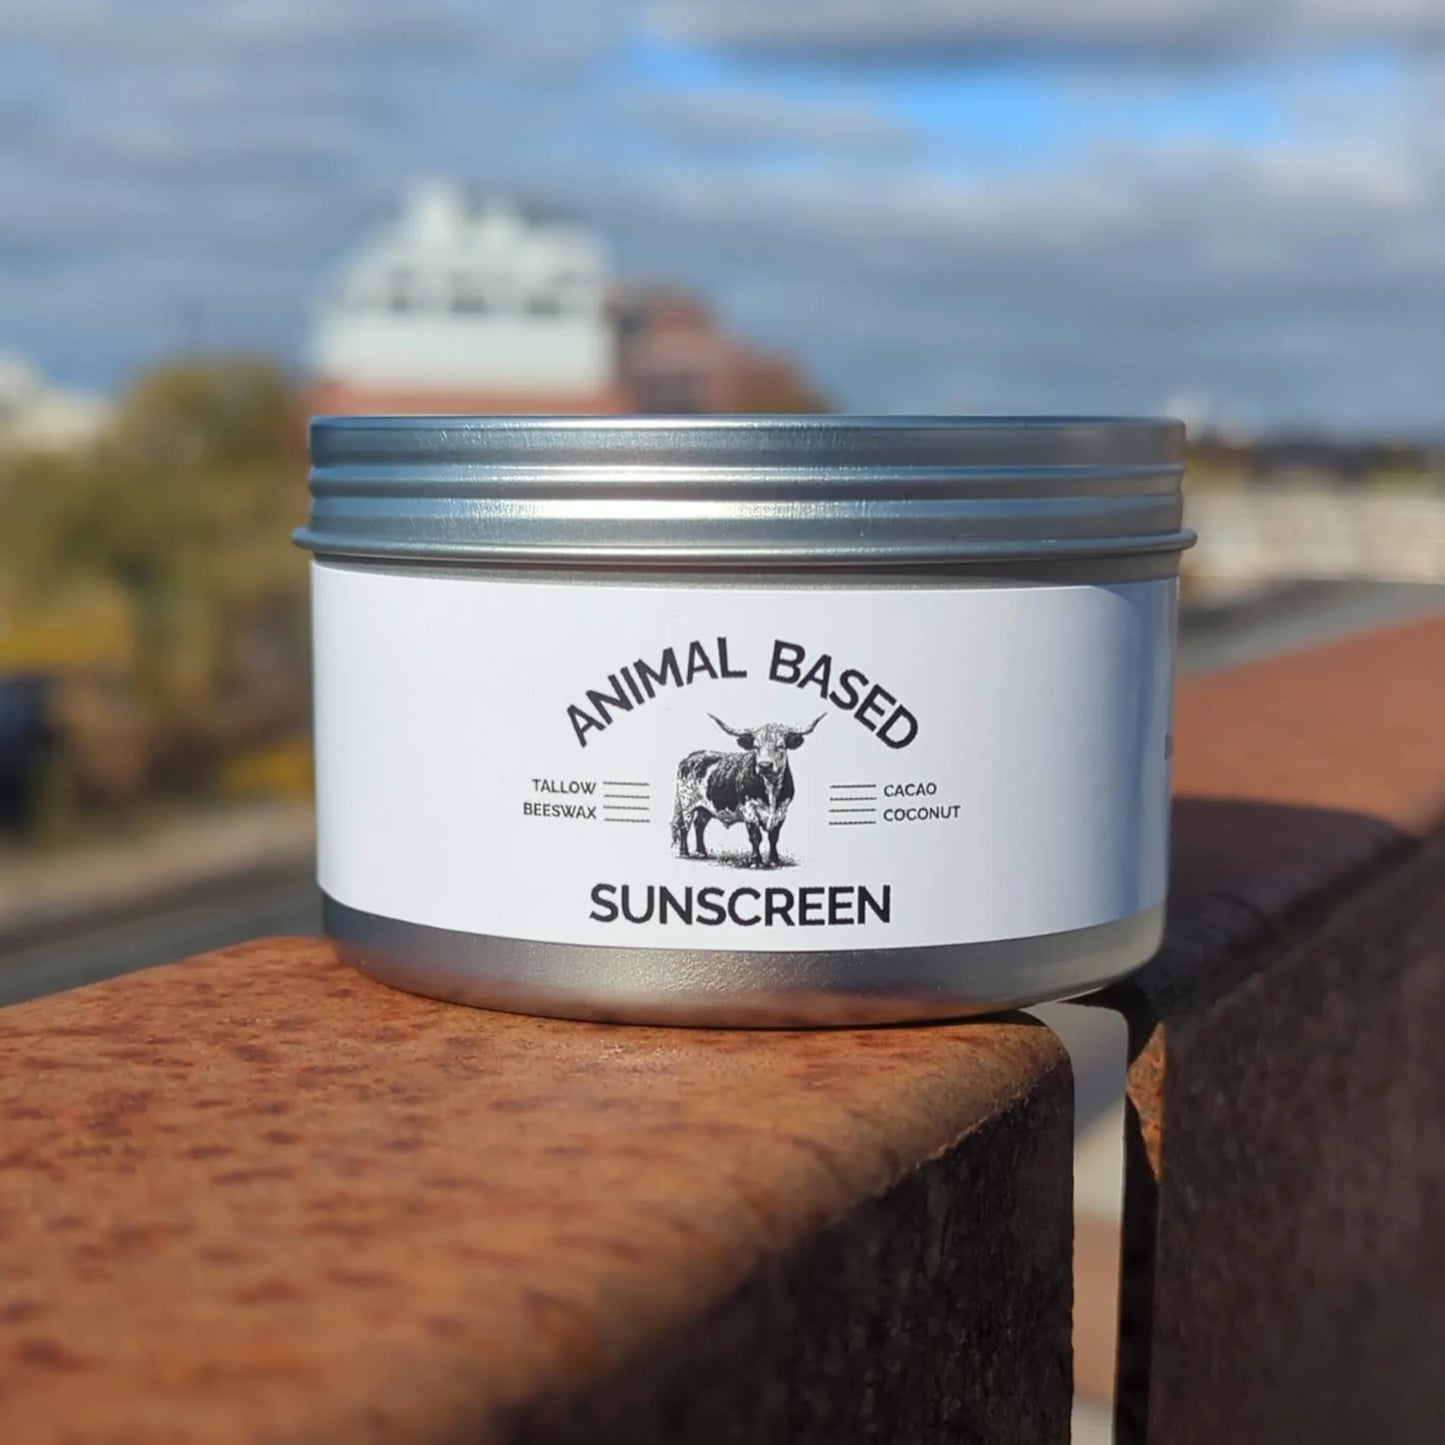 ANIMAL BASED
TALLOW
BEESWAX
CACAO
COCONUT
SUNSCREEN